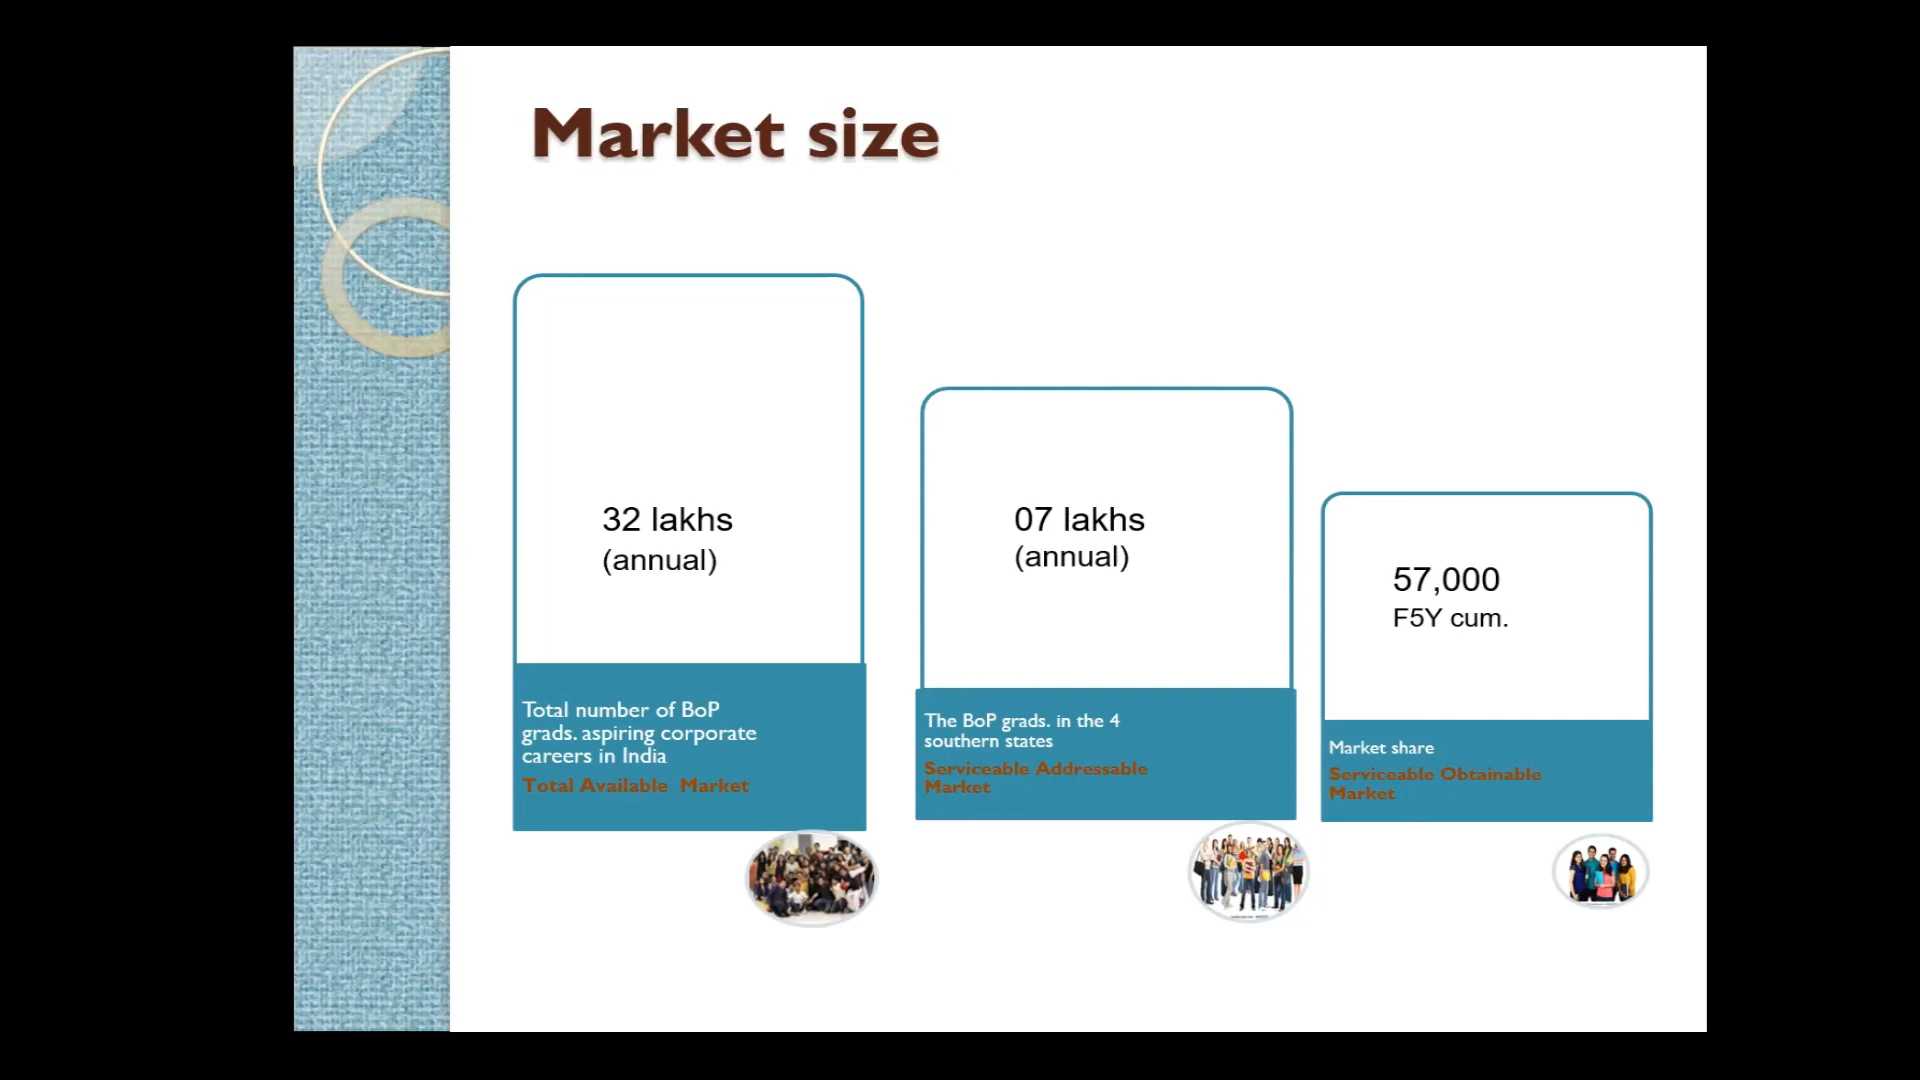 Market size
32 lakhs
(annual)
Total number of BoP
grads. aspiring corporate
careers in India
Total Available Market
07 lakhs
(annual)
The BoP grads. in the 4
southern states
Serviceable Addressable
Market
57,000
F5Y cum.
Market share
Serviceable Obtainable
Market